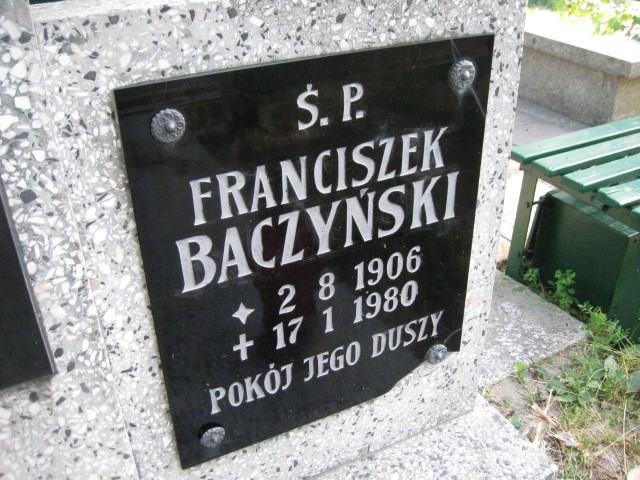 Ś. P.
FRANCISZEK
BACZYŃSKI
✦ 2 8 1906
✝ 17 1 1980
POKÓJ JEGO DUSZY